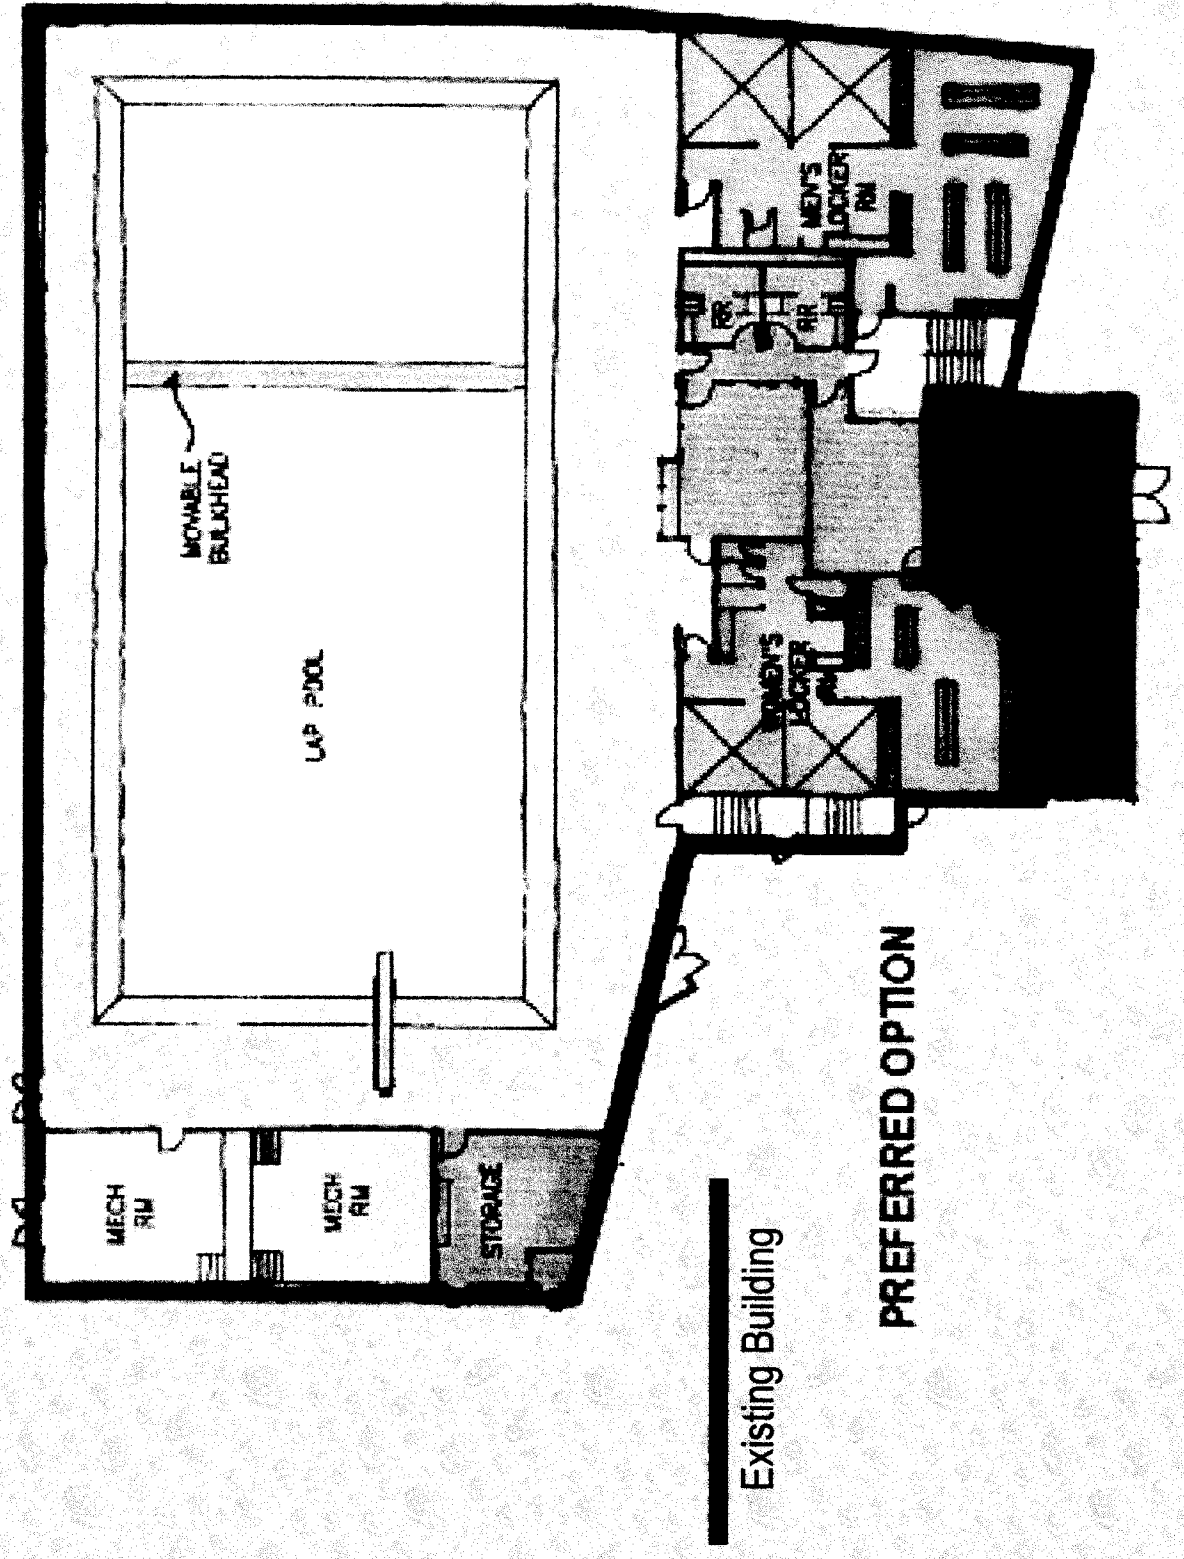 MOVABLE
BULKHEAD
LAP POOL
MECH
RM
MECH
RM
STORAGE
MEN'S
LOCKER
RM
RR
RR
WOMEN'S
LOCKER
RM
Existing Building
PREFERRED OPTION